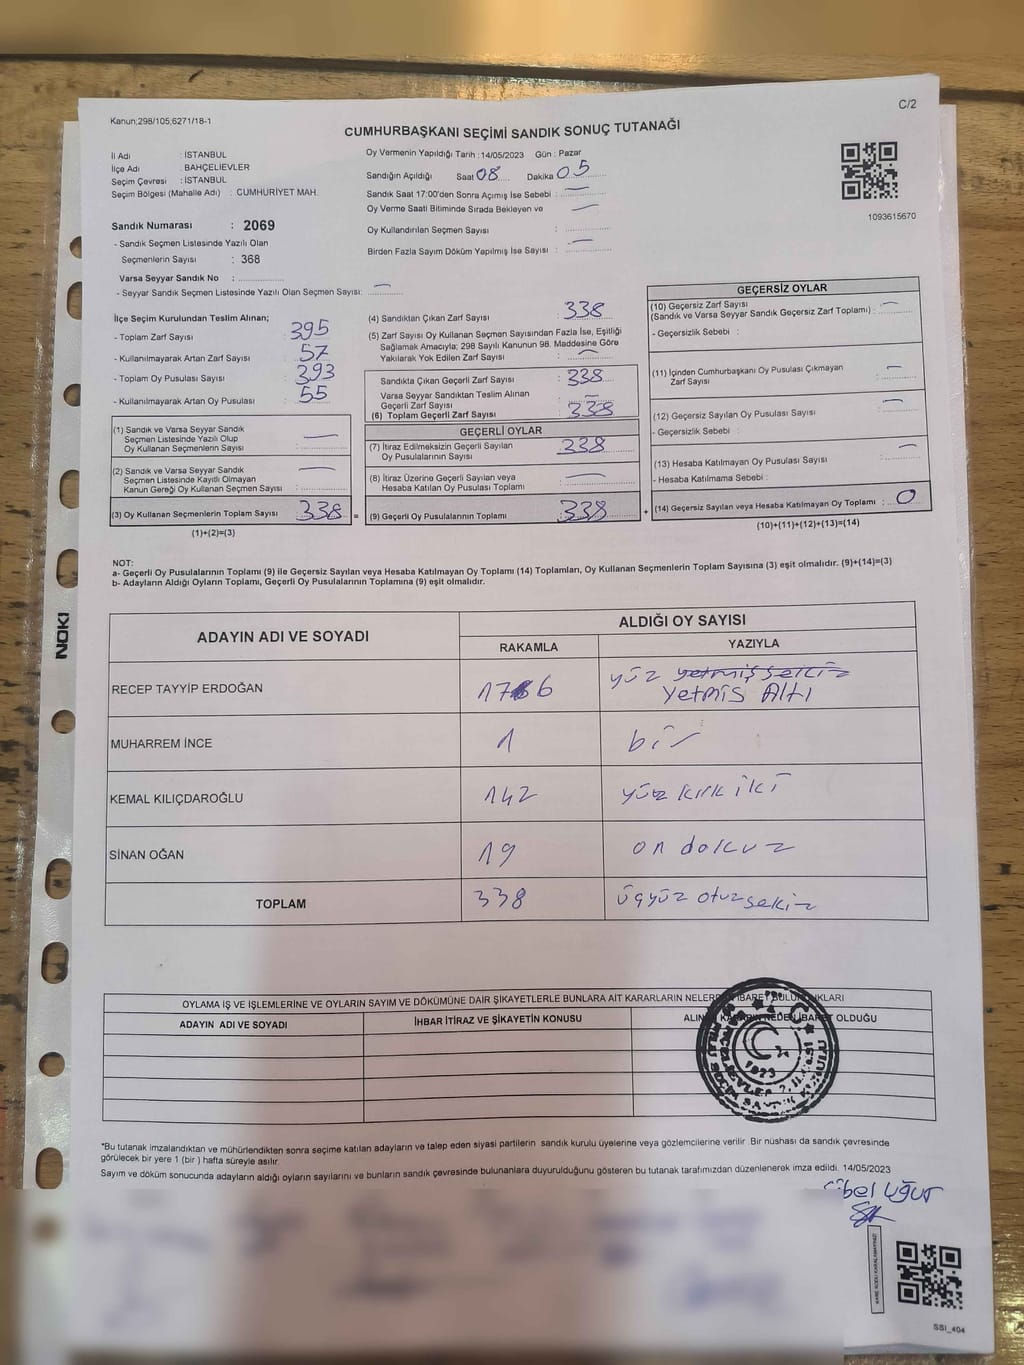 C/2
Kanun;298/105;6271/18-1
CUMHURBAŞKANI SEÇİMİ SANDIK SONUÇ TUTANAĞI
İl Adı : İSTANBUL
İlçe Adı : BAHÇELİEVLER
Seçim Çevresi : İSTANBUL
Seçim Bölgesi (Mahalle Adı) : CUMHURİYET MAH.
Oy Vermenin Yapıldığı Tarih : 14/05/2023 Gün : Pazar
Sandığın Açıldığı Saat 08 Dakika 05
Sandık Saat 17:00'den Sonra Açımış İse Sebebi : —
Oy Verme Saati Bitiminde Sırada Bekleyen ve —
Oy Kullandırılan Seçmen Sayısı :
Birden Fazla Sayım Döküm Yapılmış İse Sayısı : —
1093615670
Sandık Numarası : 2069
- Sandık Seçmen Listesinde Yazılı Olan
Seçmenlerin Sayısı : 368
Varsa Seyyar Sandık No :
- Seyyar Sandık Seçmen Listesinde Yazılı Olan Seçmen Sayısı: —
İlçe Seçim Kurulundan Teslim Alınan;
- Toplam Zarf Sayısı : 395
- Kullanılmayarak Artan Zarf Sayısı : 57
- Toplam Oy Pusulası Sayısı : 393
- Kullanılmayarak Artan Oy Pusulası : 55
(1) Sandık ve Varsa Seyyar Sandık
Seçmen Listesinde Yazılı Olup
Oy Kullanan Seçmenlerin Sayısı : —
(2) Sandık ve Varsa Seyyar Sandık
Seçmen Listesinde Kayıtlı Olmayan
Kanun Gereği Oy Kullanan Seçmen Sayısı : —
(3) Oy Kullanan Seçmenlerin Toplam Sayısı : 338 =
(1)+(2)=(3)
(4) Sandıktan Çıkan Zarf Sayısı : 338
(5) Zarf Sayısı Oy Kullanan Seçmen Sayısından Fazla İse, Eşitliği
Sağlamak Amacıyla; 298 Sayılı Kanunun 98. Maddesine Göre
Yakılarak Yok Edilen Zarf Sayısı : —
Sandıkta Çıkan Geçerli Zarf Sayısı : 338
Varsa Seyyar Sandıktan Teslim Alınan
Geçerli Zarf Sayısı : —
(6) Toplam Geçerli Zarf Sayısı : 338
GEÇERLİ OYLAR
(7) İtiraz Edilmeksizin Geçerli Sayılan
Oy Pusulalarının Sayısı : 338
(8) İtiraz Üzerine Geçerli Sayılan veya
Hesaba Katılan Oy Pusulası Toplamı : —
(9) Geçerli Oy Pusulalarının Toplamı : 338 +
GEÇERSİZ OYLAR
(10) Geçersiz Zarf Sayısı
(Sandık ve Varsa Seyyar Sandık Geçersiz Zarf Toplamı) : —
- Geçersizlik Sebebi :
(11) İçinden Cumhurbaşkanı Oy Pusulası Çıkmayan
Zarf Sayısı : —
(12) Geçersiz Sayılan Oy Pusulası Sayısı : —
- Geçersizlik Sebebi :
(13) Hesaba Katılmayan Oy Pusulası Sayısı : —
- Hesaba Katılmama Sebebi :
(14) Geçersiz Sayılan veya Hesaba Katılmayan Oy Toplamı : 0
(10)+(11)+(12)+(13)=(14)
NOT:
a- Geçerli Oy Pusulalarının Toplamı (9) ile Geçersiz Sayılan veya Hesaba Katılmayan Oy Toplamı (14) Toplamları, Oy Kullanan Seçmenlerin Toplam Sayısına (3) eşit olmalıdır. (9)+(14)=(3)
b- Adayların Aldığı Oyların Toplamı, Geçerli Oy Pusulalarının Toplamına (9) eşit olmalıdır.
NOKI
ADAYIN ADI VE SOYADI
ALDIĞI OY SAYISI
RAKAMLA YAZIYLA
RECEP TAYYİP ERDOĞAN 176 yüz yetmiş sekiz
Yetmiş Altı
MUHARREM İNCE 1 bir
KEMAL KILIÇDAROĞLU 142 yüz kırk iki
SİNAN OĞAN 19 on dokuz
TOPLAM 338 üçyüz otuzsekiz
OYLAMA İŞ VE İŞLEMLERİNE VE OYLARIN SAYIM VE DÖKÜMÜNE DAİR ŞİKAYETLERLE BUNLARA AİT KARARLARIN NELERDEN İBARET BULUNDUKLARI
ADAYIN ADI VE SOYADI İHBAR İTİRAZ VE ŞİKAYETİN KONUSU ALINAN KARARIN NEDEN İBARET OLDUĞU
1923
*Bu tutanak imzalandıktan ve mühürlendikten sonra seçime katılan adayların ve talep eden siyasi partilerin sandık kurulu üyelerine veya gözlemcilerine verilir. Bir nüshası da sandık çevresinde
görülecek bir yere 1 (bir ) hafta süreyle asılır.
Sayım ve döküm sonucunda adayların aldığı oyların sayılarını ve bunların sandık çevresinde bulunanlara duyurulduğunu gösteren bu tutanak tarafımızdan düzenlenerek imza edildi. 14/05/2023
Sibel Uğur
KARE KODU KARALAMAYINIZ!
SSI_404